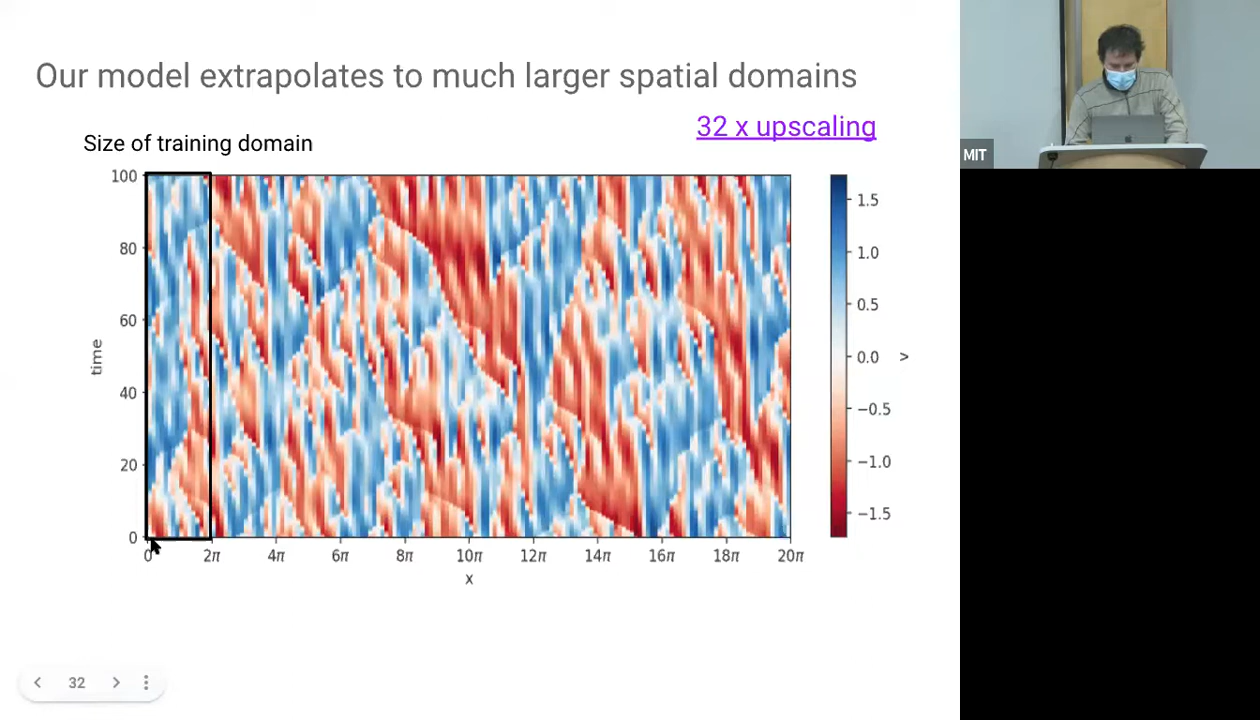 Our model extrapolates to much larger spatial domains
32 x upscaling
Size of training domain
100
80
60
40
20
0
time
0 2π 4π 6π 8π 10π 12π 14π 16π 18π 20π
x
1.5
1.0
0.5
0.0
−0.5
−1.0
−1.5
v
32
MIT